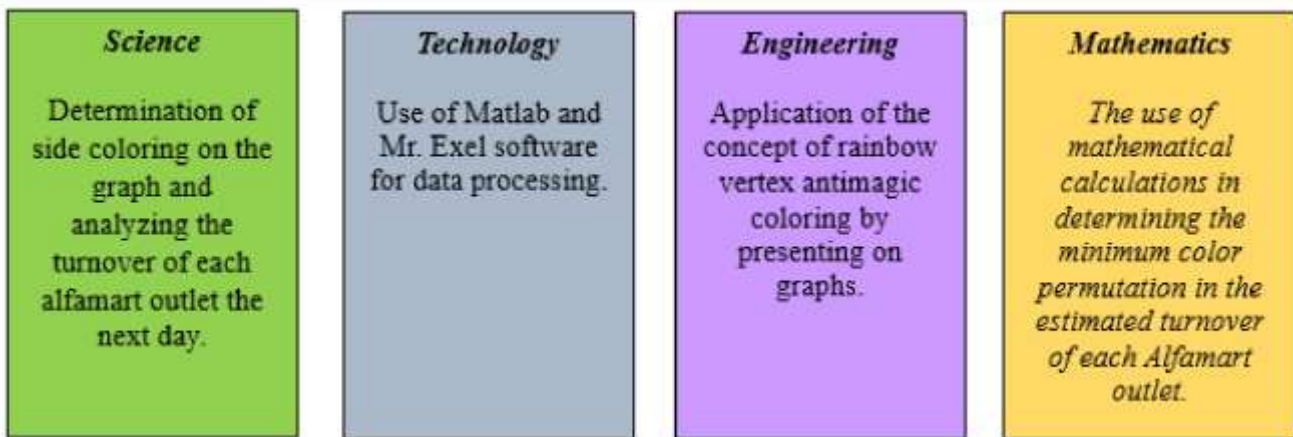 Science
Determination of
side coloring on the
graph and
analyzing the
turnover of each
alfamart outlet the
next day.
Technology
Use of Matlab and
Mr. Exel software
for data processing.
Engineering
Application of the
concept of rainbow
vertex antimagic
coloring by
presenting on
graphs.
Mathematics
The use of
mathematical
calculations in
determining the
minimum color
permutation in the
estimated turnover
of each Alfamart
outlet.